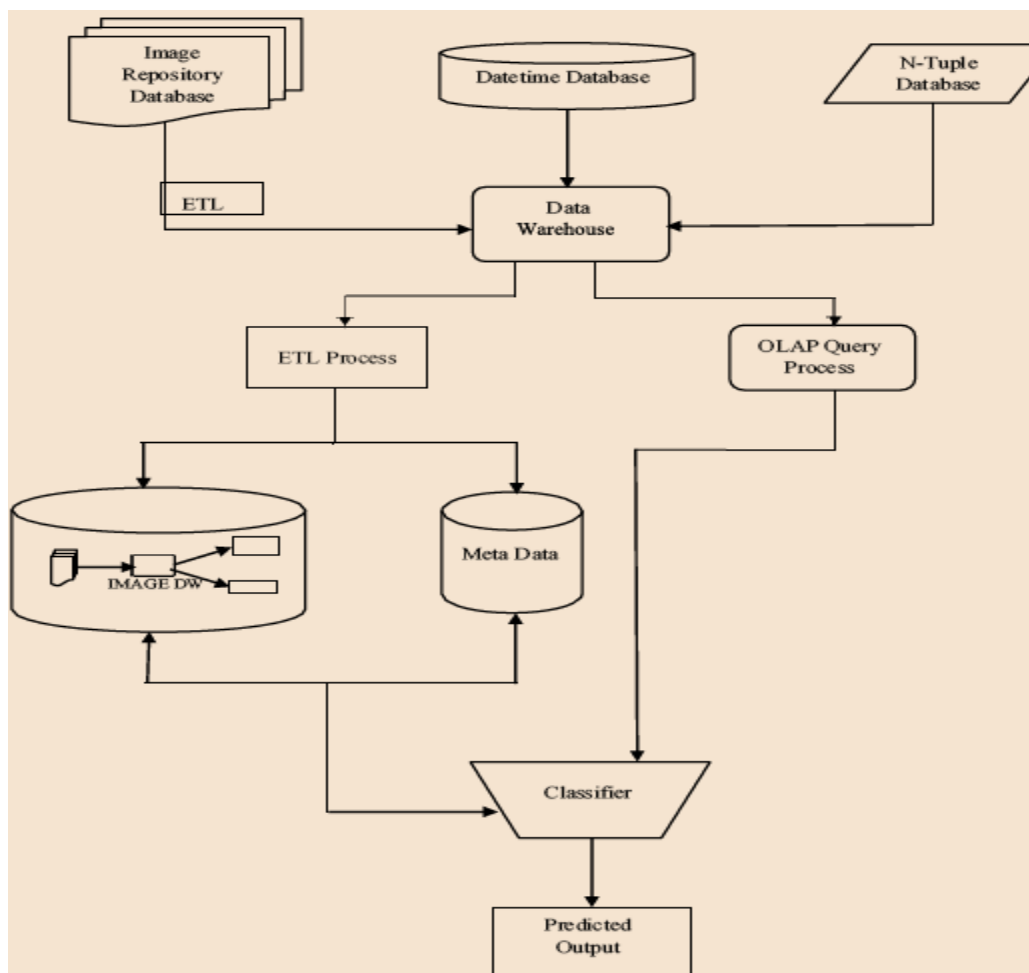 Image
Repository
Database
Datetime Database
N-Tuple
Database
ETL
Data
Warehouse
ETL Process
OLAP Query
Process
IMAGE DW
Meta Data
Classifier
Predicted
Output